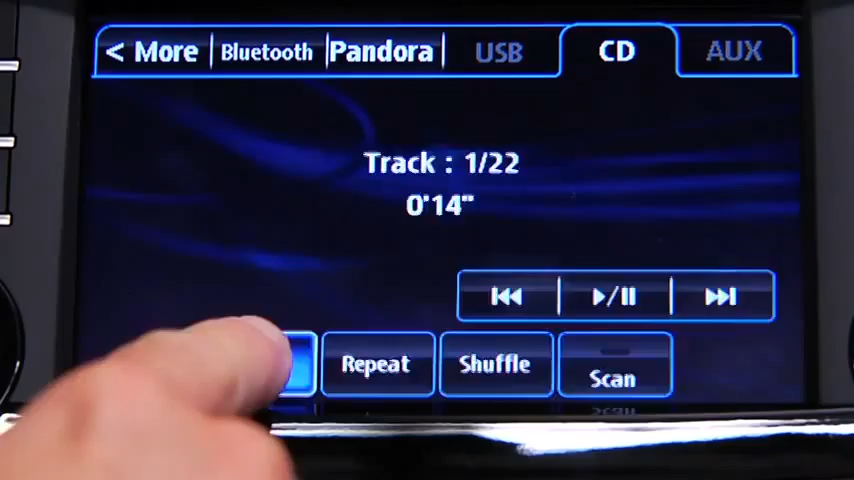 < More Bluetooth Pandora USB CD AUX
Track : 1/22
0'14"
Repeat Shuffle Scan